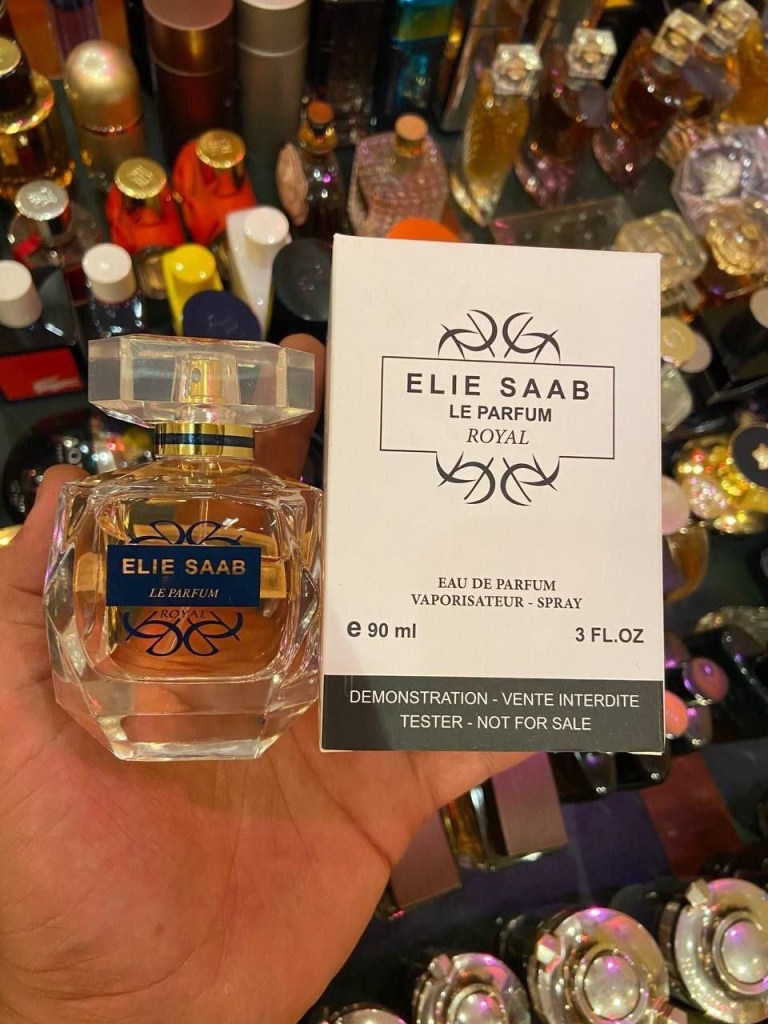 ELIE SAAB
LE PARFUM
ROYAL
ELIE SAAB
LE PARFUM
ROYAL
EAU DE PARFUM
VAPORISATEUR - SPRAY
e 90 ml
3 FL.OZ
DEMONSTRATION - VENTE INTERDITE
TESTER - NOT FOR SALE